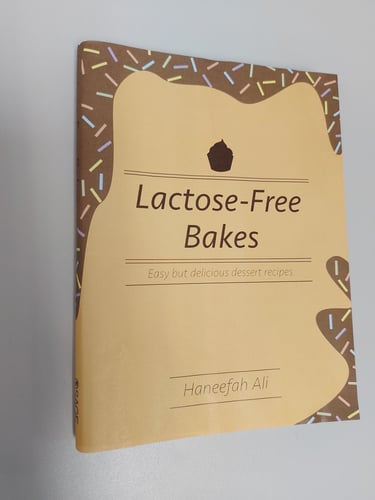 Lactose-Free
Bakes
Easy but delicious dessert recipes
Haneefah Ali